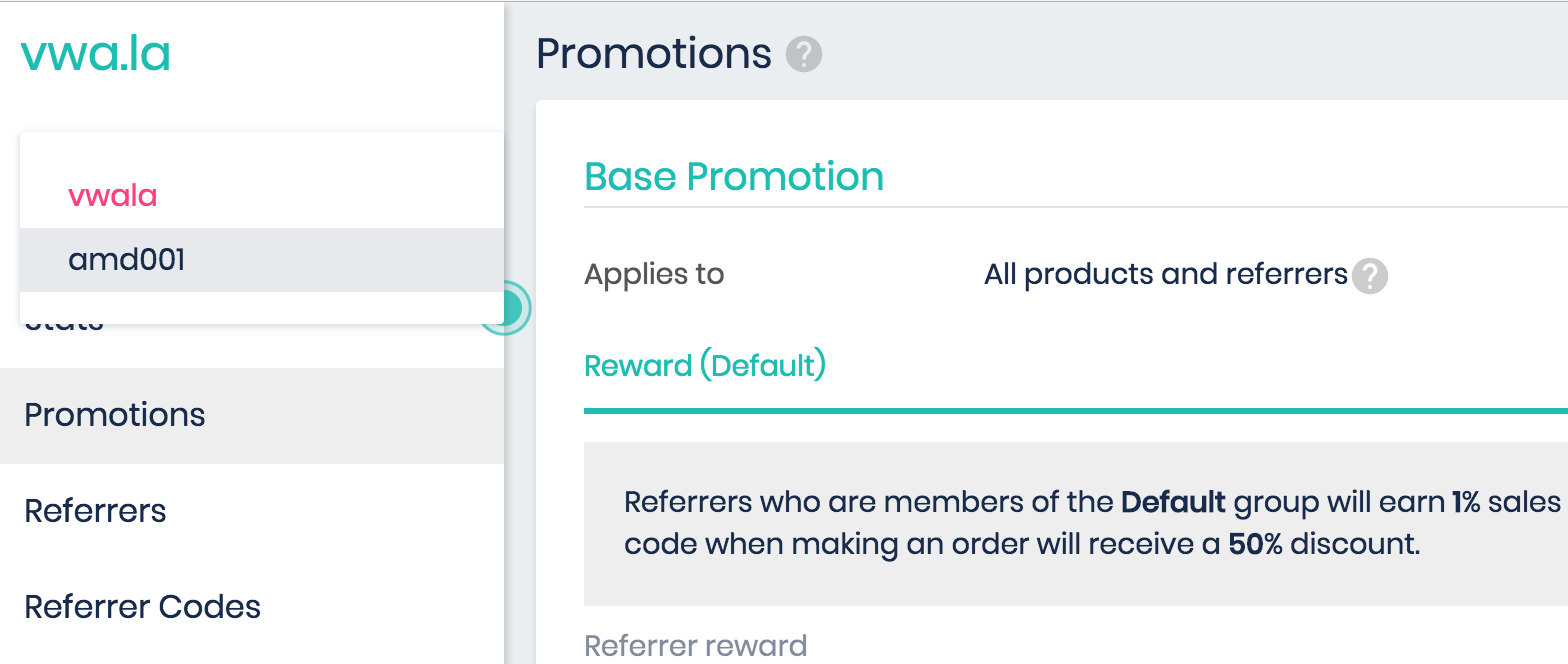 vwa.la
vwala
amd001
Promotions
Referrers
Referrer Codes
Promotions ?
Base Promotion
Applies to All products and referrers ?
Reward (Default)
Referrers who are members of the Default group will earn 1% sales
code when making an order will receive a 50% discount.
Referrer reward